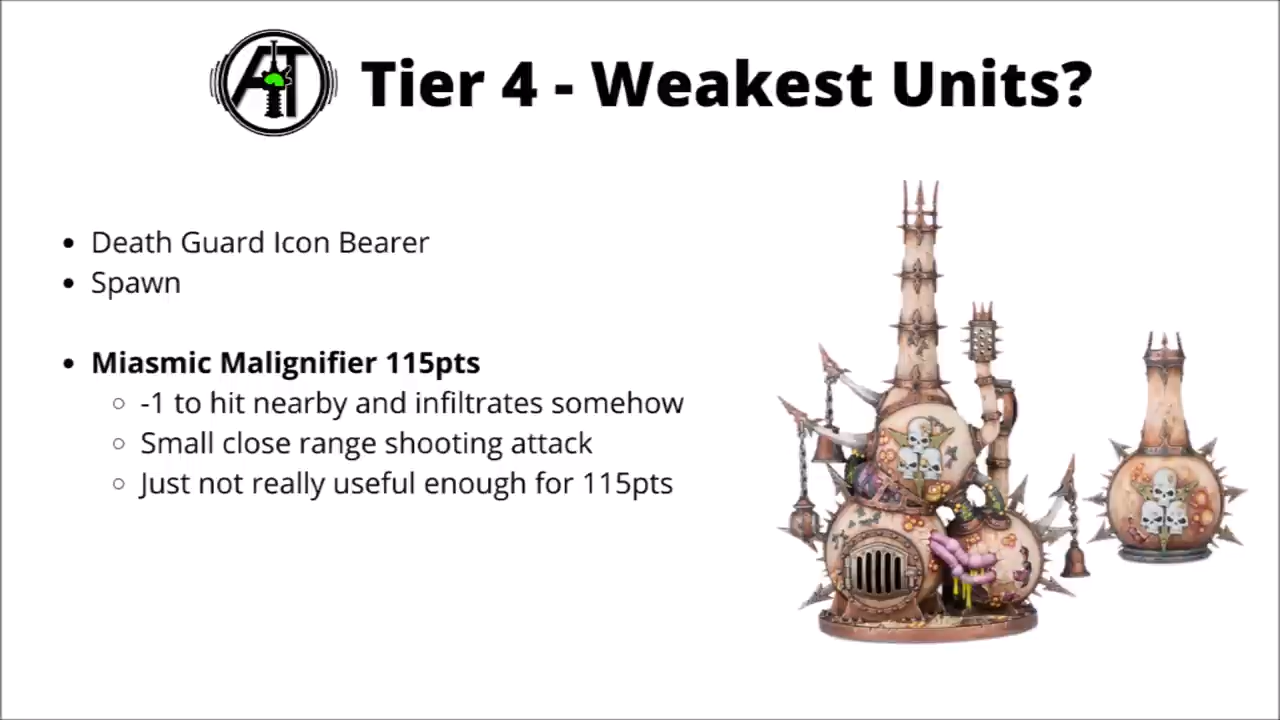 AT
Tier 4 - Weakest Units?
Death Guard Icon Bearer
Spawn
Miasmic Malignifier 115pts
-1 to hit nearby and infiltrates somehow
Small close range shooting attack
Just not really useful enough for 115pts